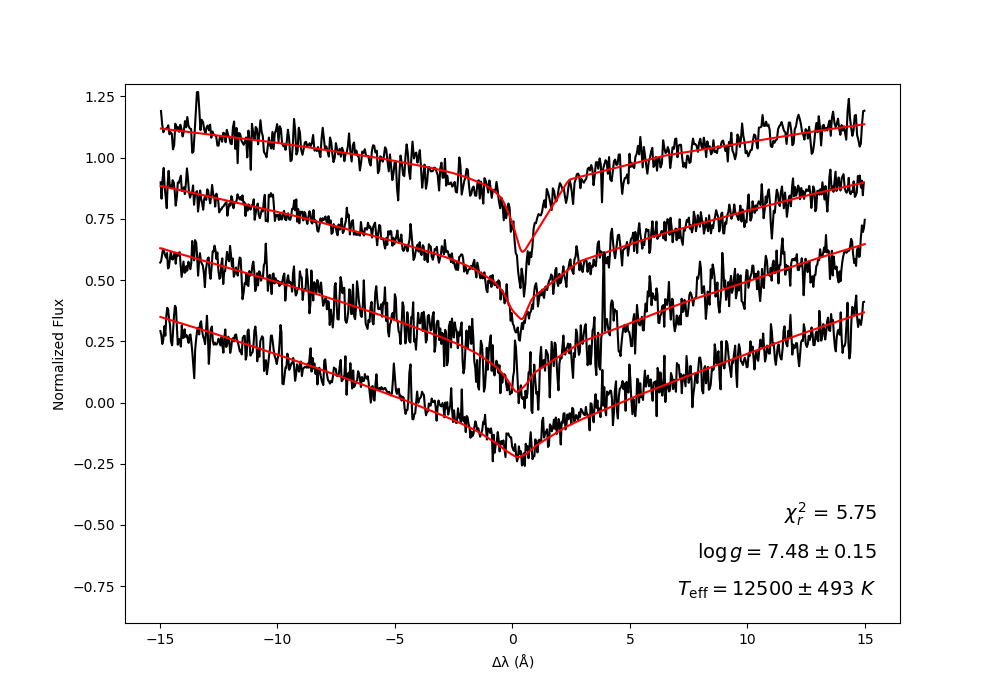 1.25
1.00
0.75
0.50
0.25
0.00
−0.25
−0.50
−0.75
Normalized Flux
χ²ᵣ = 5.75
log g = 7.48 ± 0.15
T_eff = 12500 ± 493 K
−15 −10 −5 0 5 10 15
Δλ (Å)